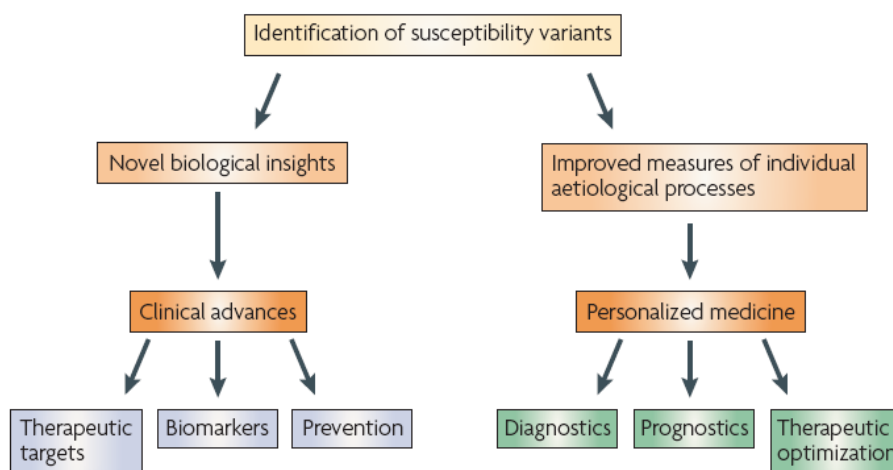 Identification of susceptibility variants
Novel biological insights
Improved measures of individual
aetiological processes
Clinical advances
Personalized medicine
Therapeutic
targets
Biomarkers
Prevention
Diagnostics
Prognostics
Therapeutic
optimization